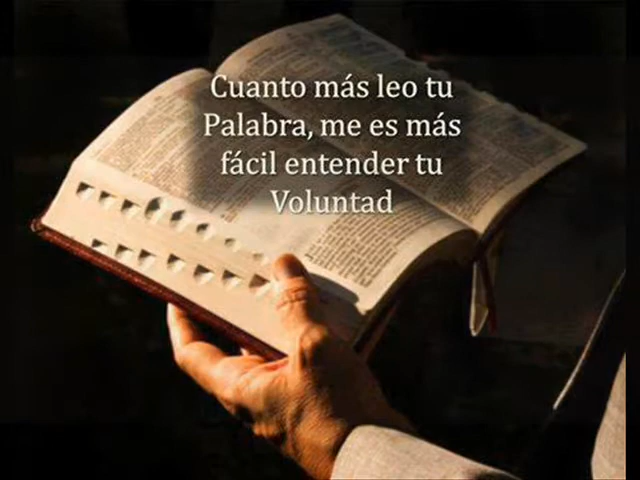 Cuanto más leo tu
Palabra, me es más
fácil entender tu
Voluntad